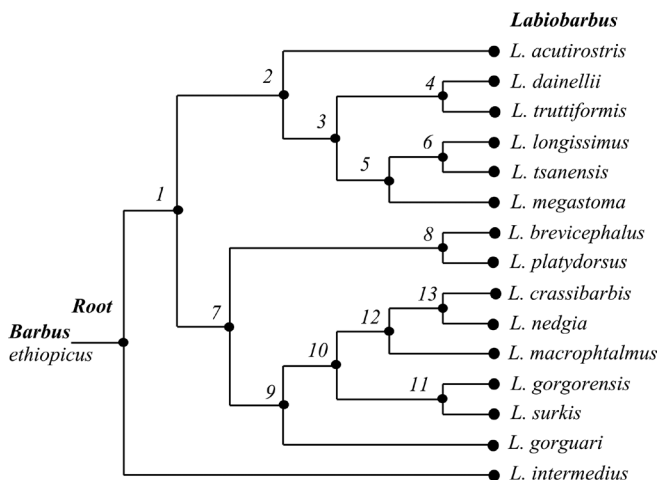 Labiobarbus
L. acutirostris
2
4
L. dainellii
L. truttiformis
3
6
L. longissimus
5
L. tsanensis
1
L. megastoma
8
L. brevicephalus
L. platydorsus
13
L. crassibarbis
Root
7
12
L. nedgia
Barbus
ethiopicus
10
L. macrophtalmus
11
L. gorgorensis
9
L. surkis
L. gorguari
L. intermedius